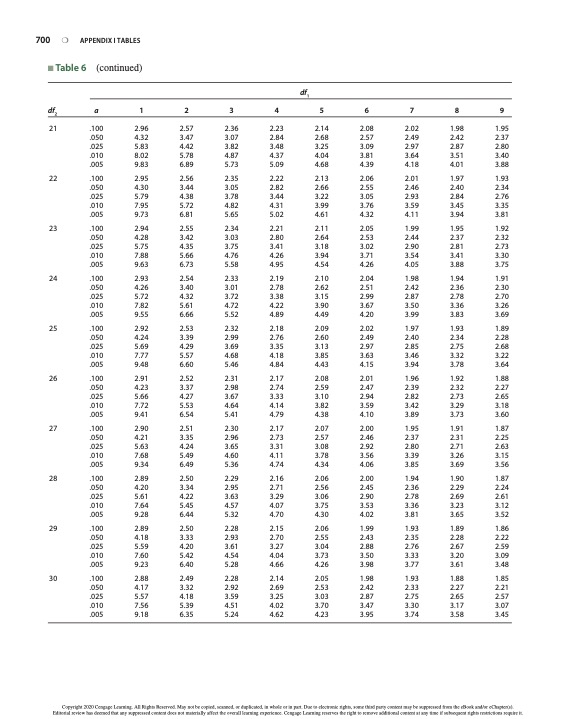 700 ❍ APPENDIX I TABLES
■ Table 6 (continued)
df₁
df₂ a 1 2 3 4 5 6 7 8 9
21 .100 2.96 2.57 2.36 2.23 2.14 2.08 2.02 1.98 1.95
.050 4.32 3.47 3.07 2.84 2.68 2.57 2.49 2.42 2.37
.025 5.83 4.42 3.82 3.48 3.25 3.09 2.97 2.87 2.80
.010 8.02 5.78 4.87 4.37 4.04 3.81 3.64 3.51 3.40
.005 9.83 6.89 5.73 5.09 4.68 4.39 4.18 4.01 3.88
22 .100 2.95 2.56 2.35 2.22 2.13 2.06 2.01 1.97 1.93
.050 4.30 3.44 3.05 2.82 2.66 2.55 2.46 2.40 2.34
.025 5.79 4.38 3.78 3.44 3.22 3.05 2.93 2.84 2.76
.010 7.95 5.72 4.82 4.31 3.99 3.76 3.59 3.45 3.35
.005 9.73 6.81 5.65 5.02 4.61 4.32 4.11 3.94 3.81
23 .100 2.94 2.55 2.34 2.21 2.11 2.05 1.99 1.95 1.92
.050 4.28 3.42 3.03 2.80 2.64 2.53 2.44 2.37 2.32
.025 5.75 4.35 3.75 3.41 3.18 3.02 2.90 2.81 2.73
.010 7.88 5.66 4.76 4.26 3.94 3.71 3.54 3.41 3.30
.005 9.63 6.73 5.58 4.95 4.54 4.26 4.05 3.88 3.75
24 .100 2.93 2.54 2.33 2.19 2.10 2.04 1.98 1.94 1.91
.050 4.26 3.40 3.01 2.78 2.62 2.51 2.42 2.36 2.30
.025 5.72 4.32 3.72 3.38 3.15 2.99 2.87 2.78 2.70
.010 7.82 5.61 4.72 4.22 3.90 3.67 3.50 3.36 3.26
.005 9.55 6.66 5.52 4.89 4.49 4.20 3.99 3.83 3.69
25 .100 2.92 2.53 2.32 2.18 2.09 2.02 1.97 1.93 1.89
.050 4.24 3.39 2.99 2.76 2.60 2.49 2.40 2.34 2.28
.025 5.69 4.29 3.69 3.35 3.13 2.97 2.85 2.75 2.68
.010 7.77 5.57 4.68 4.18 3.85 3.63 3.46 3.32 3.22
.005 9.48 6.60 5.46 4.84 4.43 4.15 3.94 3.78 3.64
26 .100 2.91 2.52 2.31 2.17 2.08 2.01 1.96 1.92 1.88
.050 4.23 3.37 2.98 2.74 2.59 2.47 2.39 2.32 2.27
.025 5.66 4.27 3.67 3.33 3.10 2.94 2.82 2.73 2.65
.010 7.72 5.53 4.64 4.14 3.82 3.59 3.42 3.29 3.18
.005 9.41 6.54 5.41 4.79 4.38 4.10 3.89 3.73 3.60
27 .100 2.90 2.51 2.30 2.17 2.07 2.00 1.95 1.91 1.87
.050 4.21 3.35 2.96 2.73 2.57 2.46 2.37 2.31 2.25
.025 5.63 4.24 3.65 3.31 3.08 2.92 2.80 2.71 2.63
.010 7.68 5.49 4.60 4.11 3.78 3.56 3.39 3.26 3.15
.005 9.34 6.49 5.36 4.74 4.34 4.06 3.85 3.69 3.56
28 .100 2.89 2.50 2.29 2.16 2.06 2.00 1.94 1.90 1.87
.050 4.20 3.34 2.95 2.71 2.56 2.45 2.36 2.29 2.24
.025 5.61 4.22 3.63 3.29 3.06 2.90 2.78 2.69 2.61
.010 7.64 5.45 4.57 4.07 3.75 3.53 3.36 3.23 3.12
.005 9.28 6.44 5.32 4.70 4.30 4.02 3.81 3.65 3.52
29 .100 2.89 2.50 2.28 2.15 2.06 1.99 1.93 1.89 1.86
.050 4.18 3.33 2.93 2.70 2.55 2.43 2.35 2.28 2.22
.025 5.59 4.20 3.61 3.27 3.04 2.88 2.76 2.67 2.59
.010 7.60 5.42 4.54 4.04 3.73 3.50 3.33 3.20 3.09
.005 9.23 6.40 5.28 4.66 4.26 3.98 3.77 3.61 3.48
30 .100 2.88 2.49 2.28 2.14 2.05 1.98 1.93 1.88 1.85
.050 4.17 3.32 2.92 2.69 2.53 2.42 2.33 2.27 2.21
.025 5.57 4.18 3.59 3.25 3.03 2.87 2.75 2.65 2.57
.010 7.56 5.39 4.51 4.02 3.70 3.47 3.30 3.17 3.07
.005 9.18 6.35 5.24 4.62 4.23 3.95 3.74 3.58 3.45
Copyright 2020 Cengage Learning. All Rights Reserved. May not be copied, scanned, or duplicated, in whole or in part. Due to electronic rights, some third party content may be suppressed from the eBook and/or eChapter(s).
Editorial review has deemed that any suppressed content does not materially affect the overall learning experience. Cengage Learning reserves the right to remove additional content at any time if subsequent rights restrictions require it.